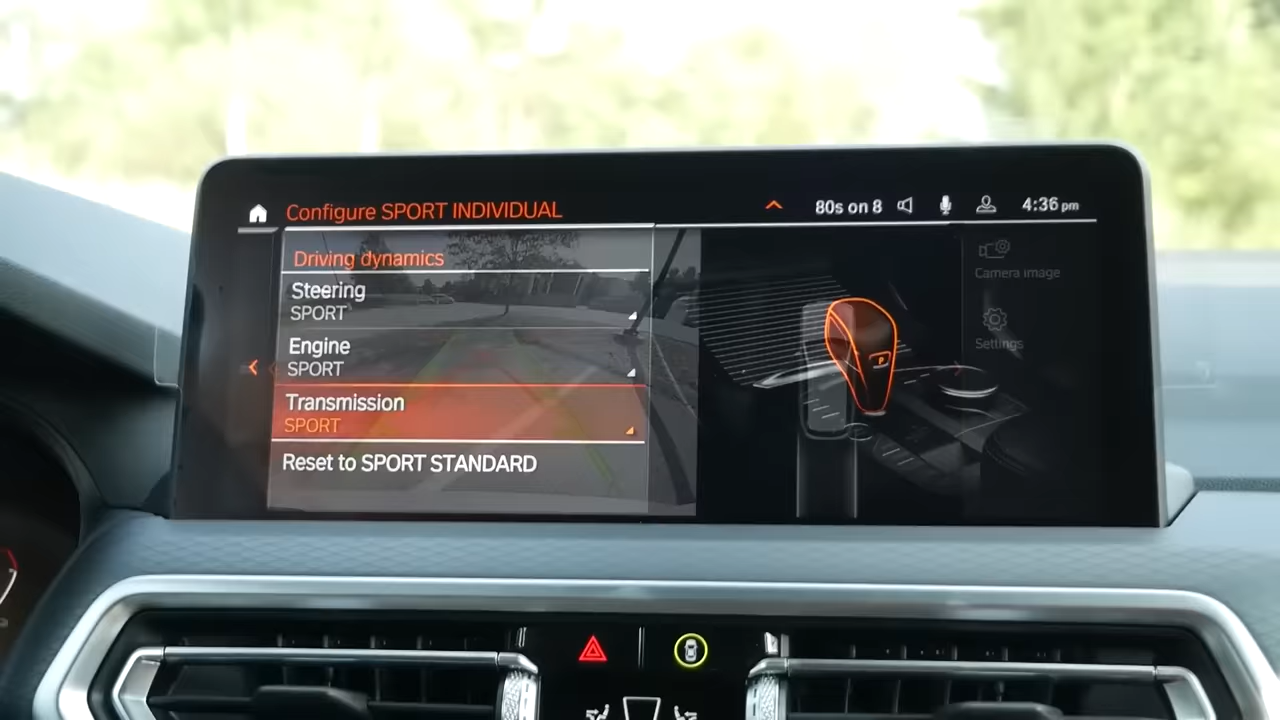 Configure SPORT INDIVIDUAL
80s on 8
4:36 pm
Driving dynamics
Steering
SPORT
Engine
SPORT
Transmission
SPORT
Reset to SPORT STANDARD
P
Camera image
Settings